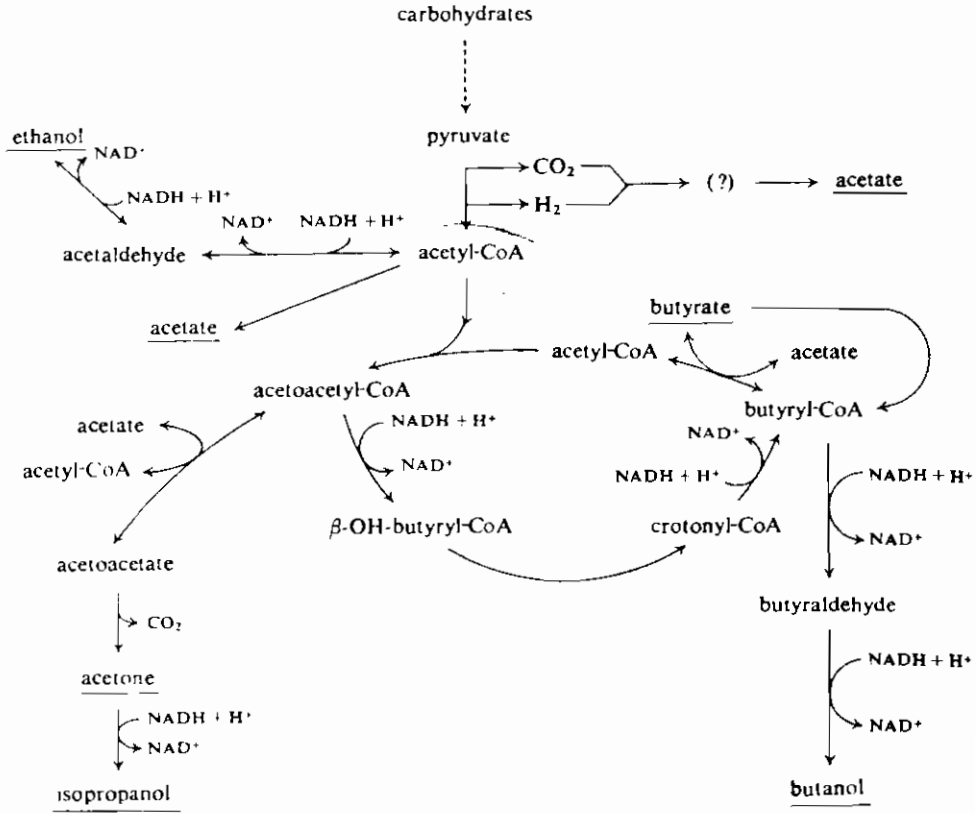 carbohydrates
pyruvate
ethanol
NAD⁺
CO₂
(?)
acetate
NADH + H⁺
H₂
NAD⁺
NADH + H⁺
acetaldehyde
acetyl-CoA
butyrate
acetate
acetyl-CoA
acetate
acetoacetyl-CoA
butyryl-CoA
acetate
NADH + H⁺
NAD⁺
acetyl-CoA
NAD⁺
NADH + H⁺
NADH + H⁺
β-OH-butyryl-CoA
crotonyl-CoA
NAD⁺
acetoacetate
butyraldehyde
CO₂
NADH + H⁺
acetone
NADH + H⁺
NAD⁺
NAD⁺
isopropanol
butanol